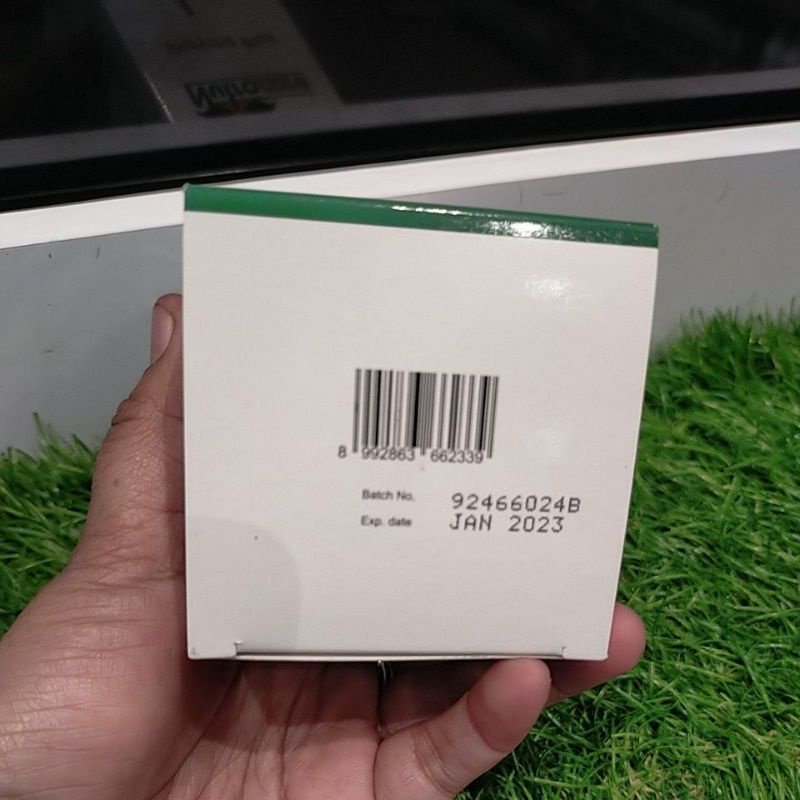 8 992863 662339
Batch No. 92466024B
Exp. date JAN 2023